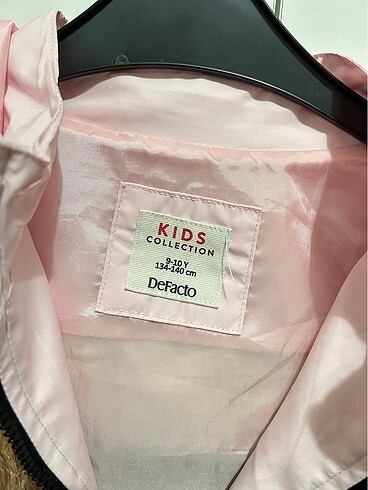 KIDS
COLLECTION
9-10 Y
134-140 cm
DeFacto